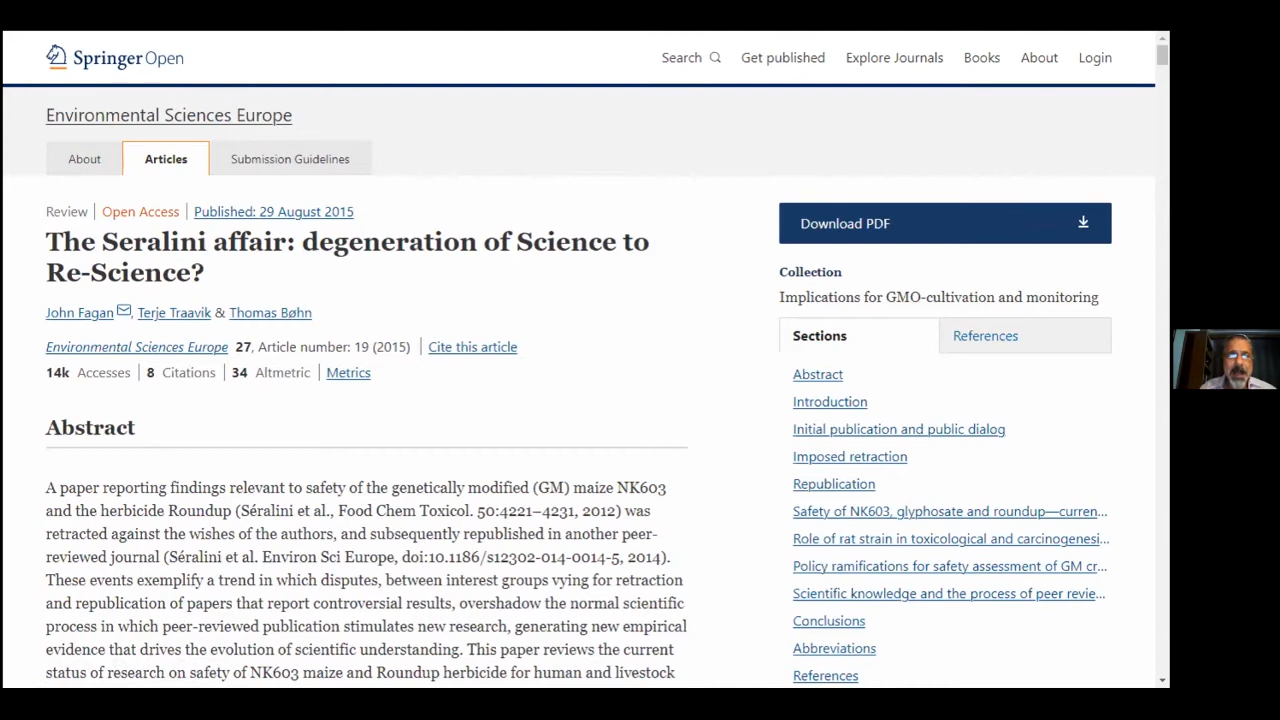 Springer Open
Search Get published Explore Journals Books About Login
Environmental Sciences Europe
About Articles Submission Guidelines
Review | Open Access | Published: 29 August 2015
The Seralini affair: degeneration of Science to
Re-Science?
John Fagan, Terje Traavik & Thomas Bøhn
Environmental Sciences Europe 27, Article number: 19 (2015) | Cite this article
14k Accesses | 8 Citations | 34 Altmetric | Metrics
Abstract
A paper reporting findings relevant to safety of the genetically modified (GM) maize NK603
and the herbicide Roundup (Séralini et al., Food Chem Toxicol. 50:4221–4231, 2012) was
retracted against the wishes of the authors, and subsequently republished in another peer-
reviewed journal (Séralini et al. Environ Sci Europe, doi:10.1186/s12302-014-0014-5, 2014).
These events exemplify a trend in which disputes, between interest groups vying for retraction
and republication of papers that report controversial results, overshadow the normal scientific
process in which peer-reviewed publication stimulates new research, generating new empirical
evidence that drives the evolution of scientific understanding. This paper reviews the current
status of research on safety of NK603 maize and Roundup herbicide for human and livestock
Download PDF
Collection
Implications for GMO-cultivation and monitoring
Sections References
Abstract
Introduction
Initial publication and public dialog
Imposed retraction
Republication
Safety of NK603, glyphosate and roundup—curren...
Role of rat strain in toxicological and carcinogenesi...
Policy ramifications for safety assessment of GM cr...
Scientific knowledge and the process of peer revie...
Conclusions
Abbreviations
References